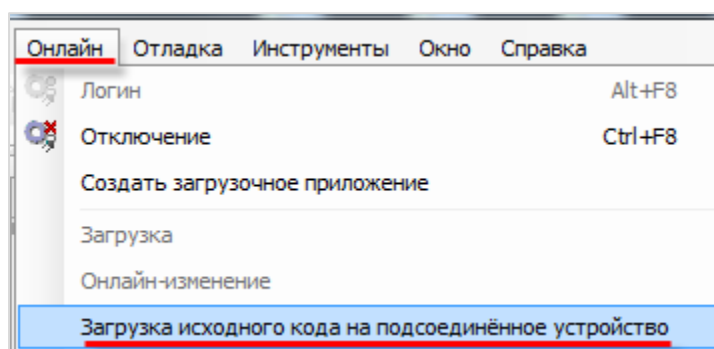 Онлайн Отладка Инструменты Окно Справка
Логин Alt+F8
Отключение Ctrl+F8
Создать загрузочное приложение
Загрузка
Онлайн-изменение
Загрузка исходного кода на подсоединённое устройство